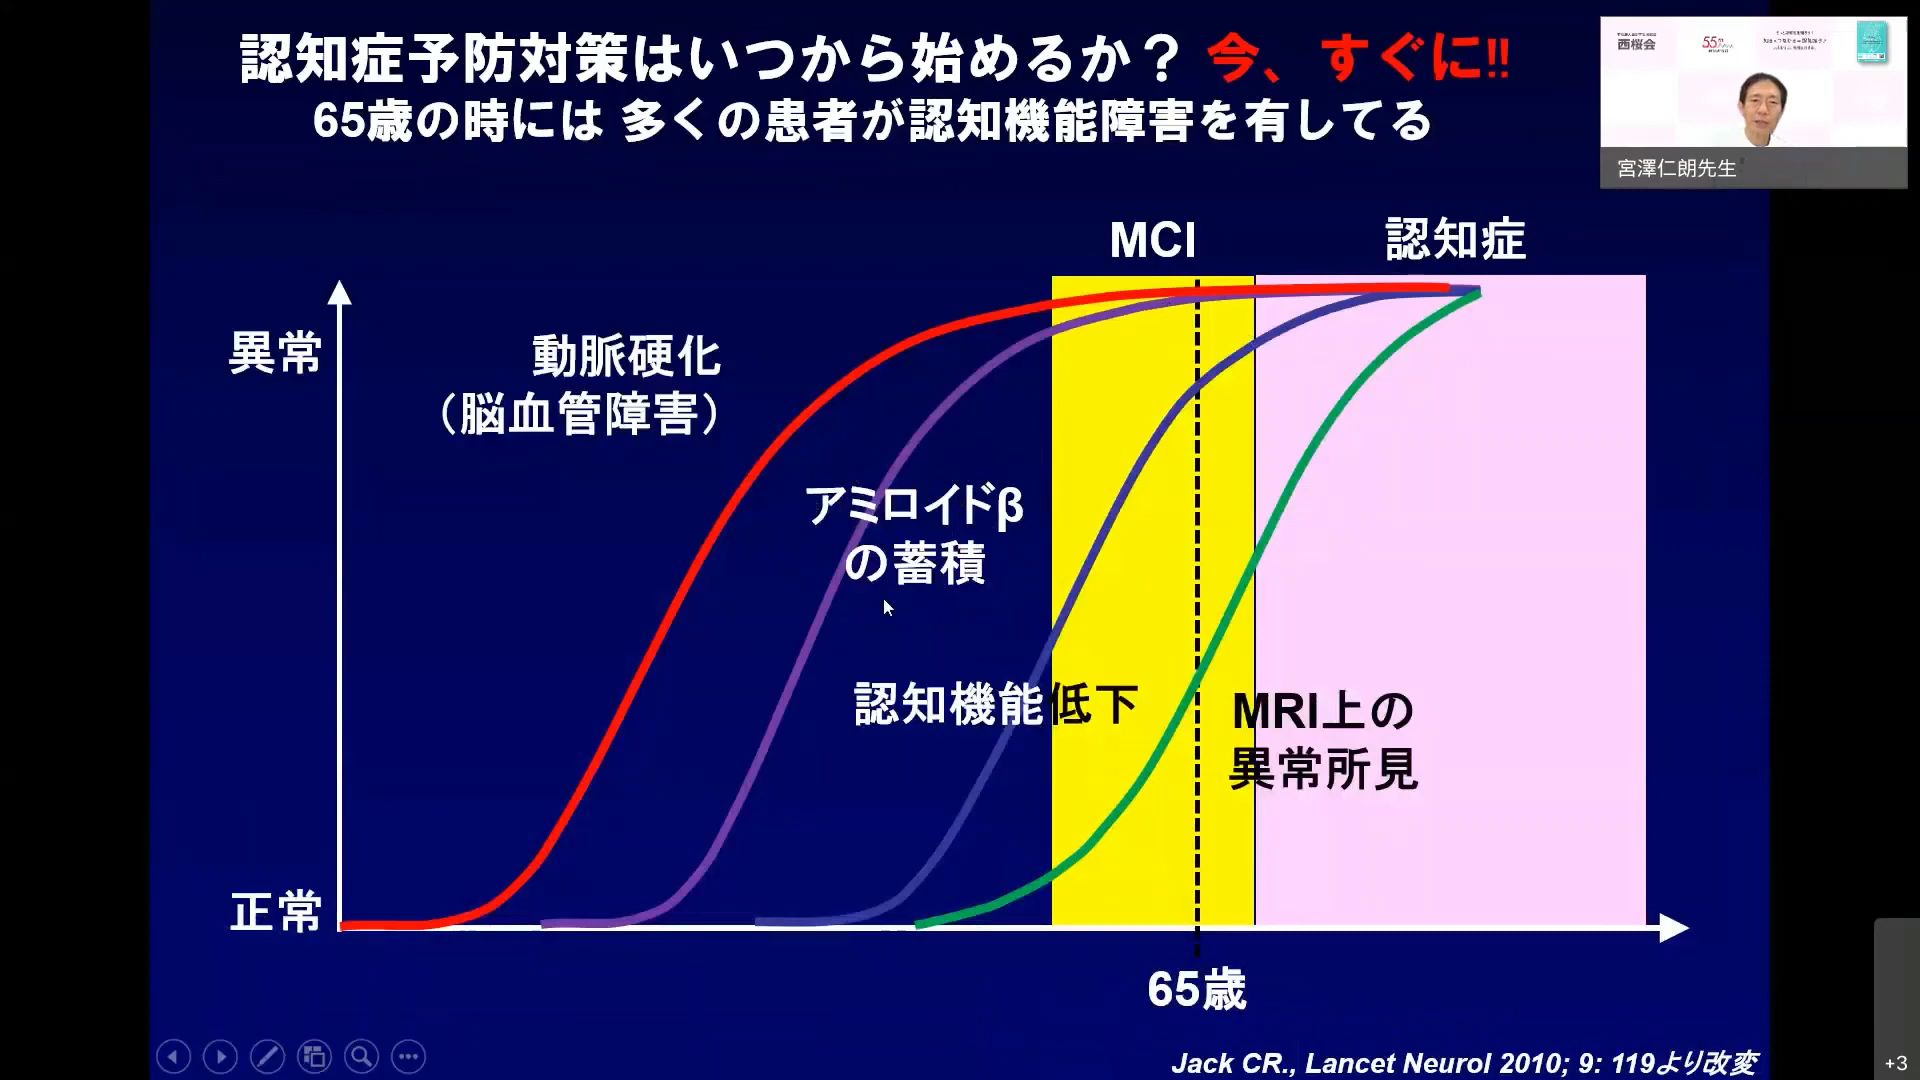 認知症予防対策はいつから始めるか？ 今、すぐに!!
65歳の時には 多くの患者が認知機能障害を有してる
西桜会
55
宮澤仁朗先生
MCI
認知症
異常
動脈硬化
（脳血管障害）
アミロイドβ
の蓄積
認知機能低下
MRI上の
異常所見
正常
65歳
Jack CR., Lancet Neurol 2010; 9: 119より改変
+3